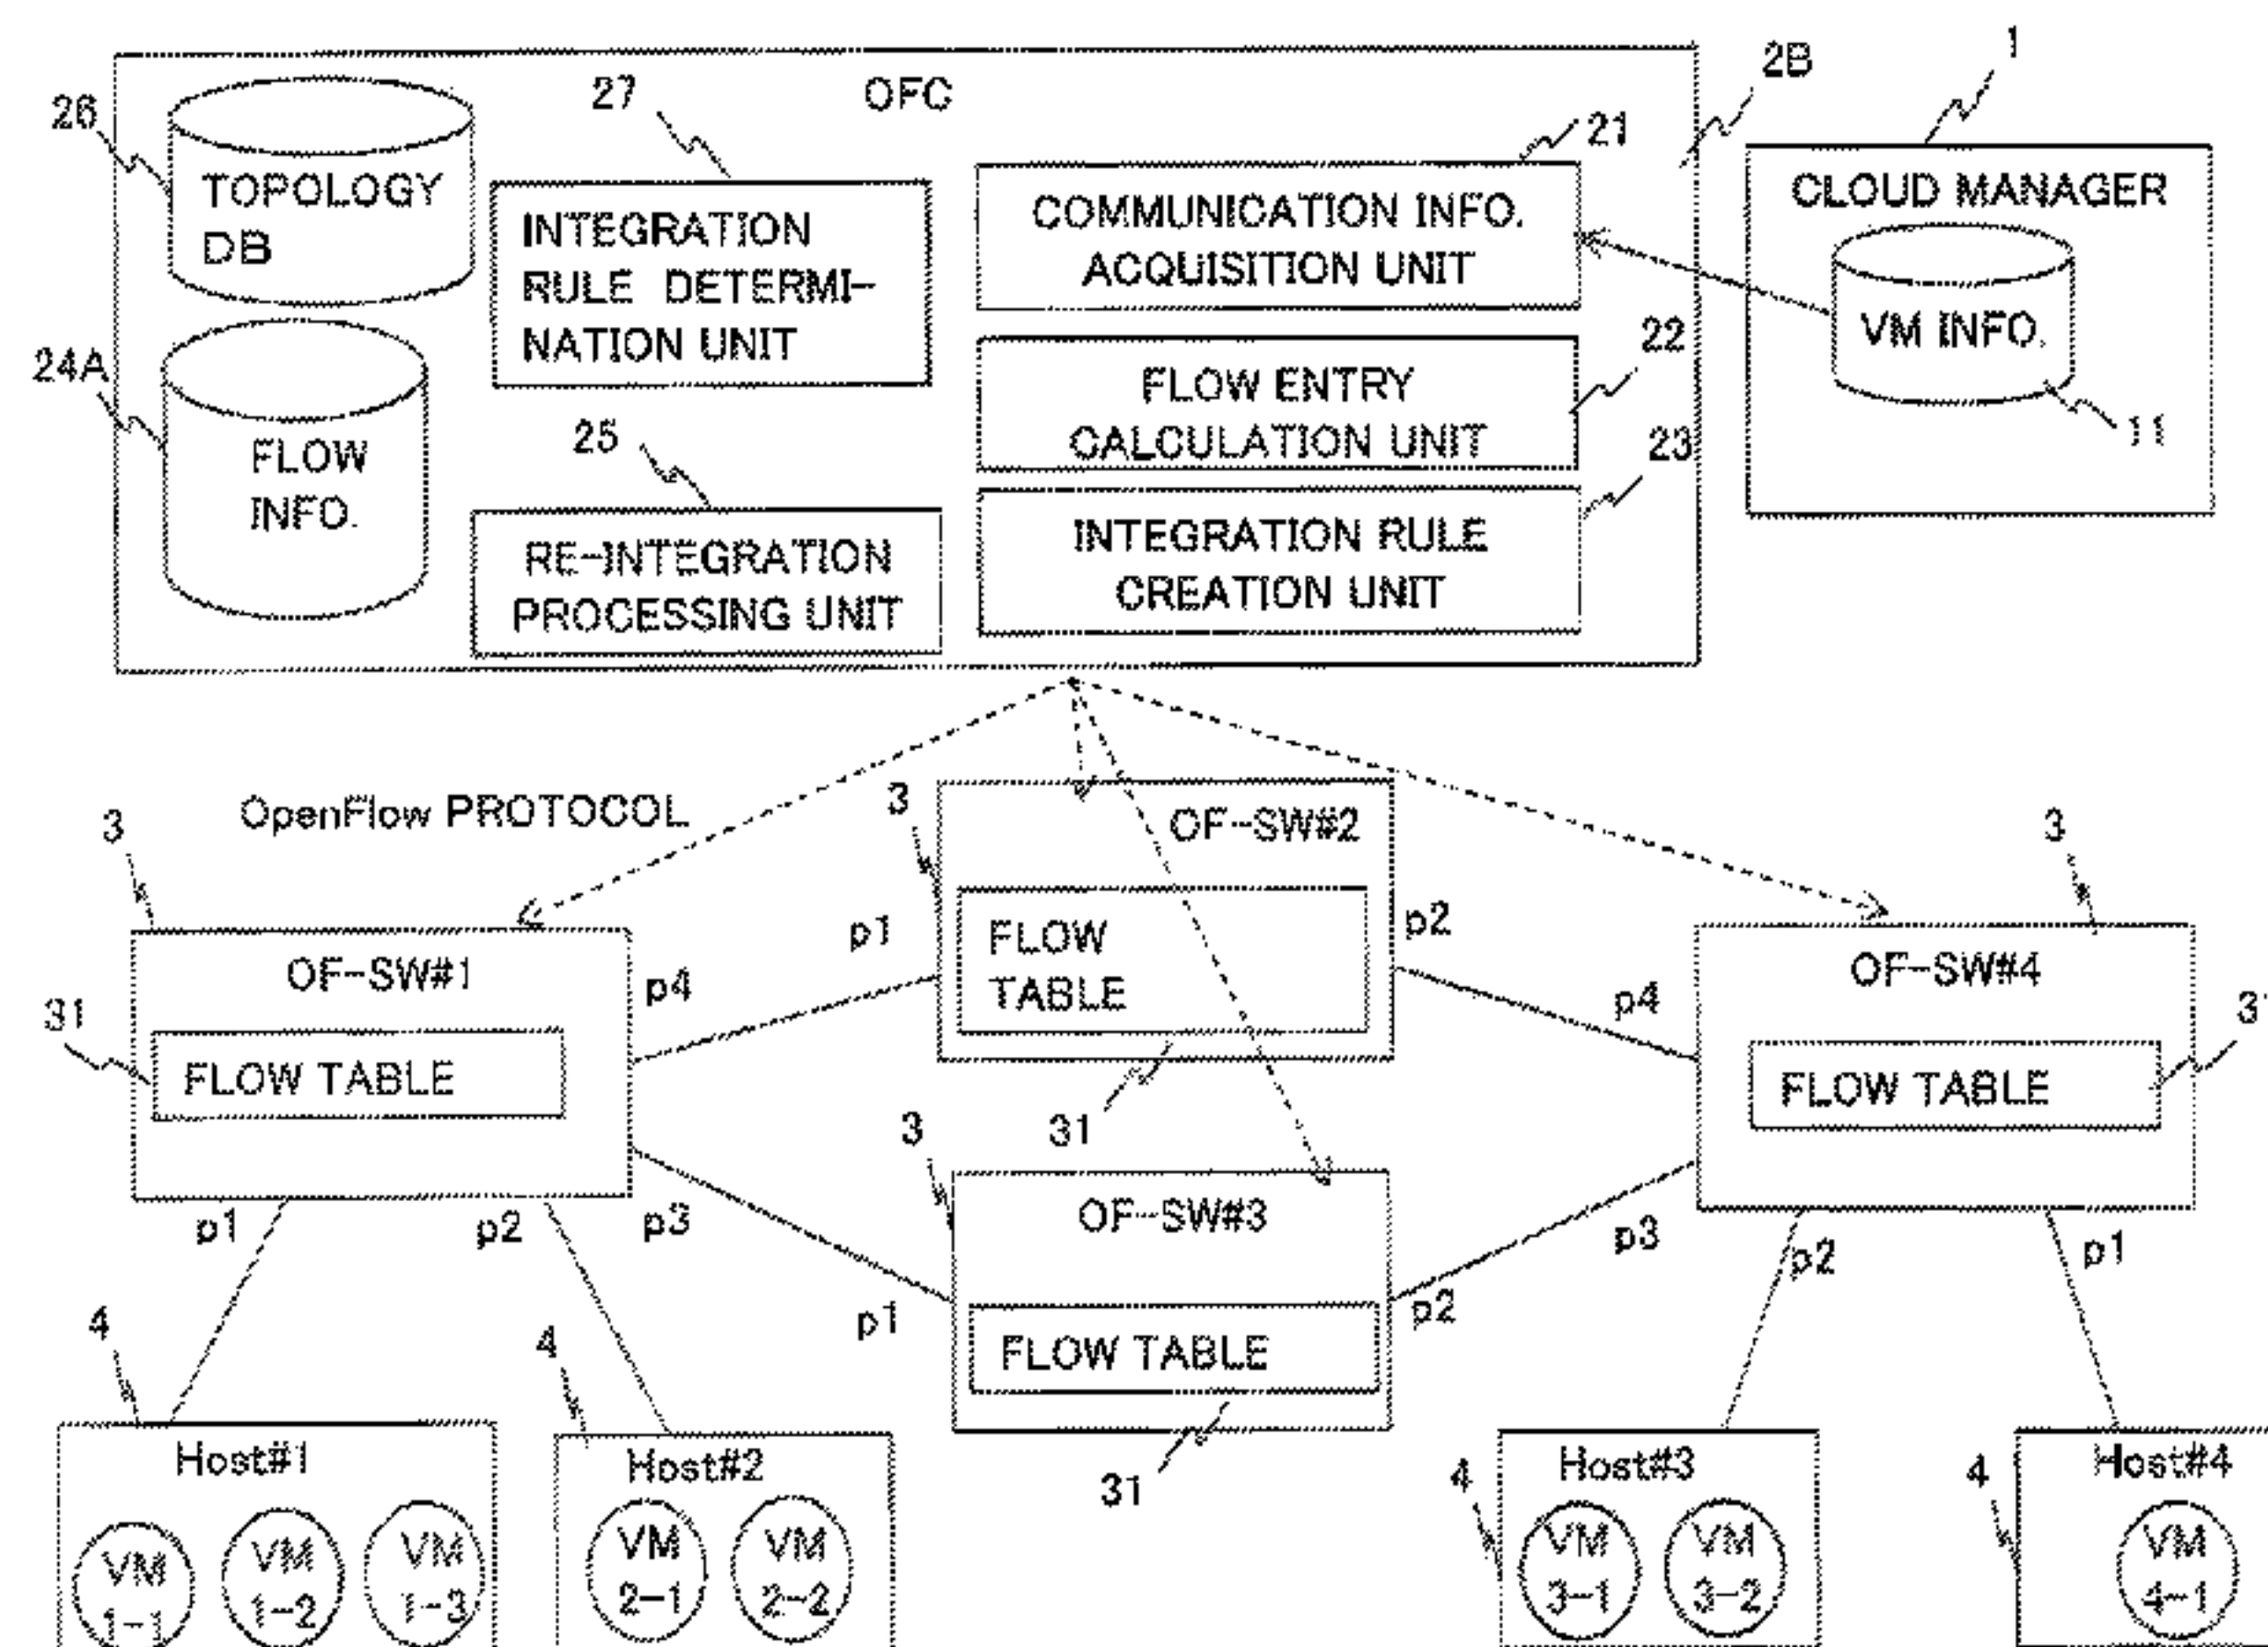 1
2B
27
OFC
26
21
TOPOLOGY
DB
INTEGRATION
RULE DETERMI-
NATION UNIT
COMMUNICATION INFO.
ACQUISITION UNIT
CLOUD MANAGER
VM INFO.
11
24A
22
FLOW ENTRY
CALCULATION UNIT
FLOW
INFO.
25
23
RE-INTEGRATION
PROCESSING UNIT
INTEGRATION RULE
CREATION UNIT
OpenFlow PROTOCOL
3
3
3
OF-SW#2
p1
p2
FLOW
TABLE
OF-SW#1
p4
OF-SW#4
p4
31
FLOW TABLE
FLOW TABLE
31
3
OF-SW#3
p1
p2
p3
p3
p2
p1
p1
p2
FLOW TABLE
31
4
4
4
4
Host#1
Host#2
Host#3
Host#4
VM
1-1
VM
1-2
VM
1-3
VM
2-1
VM
2-2
VM
3-1
VM
3-2
VM
4-1